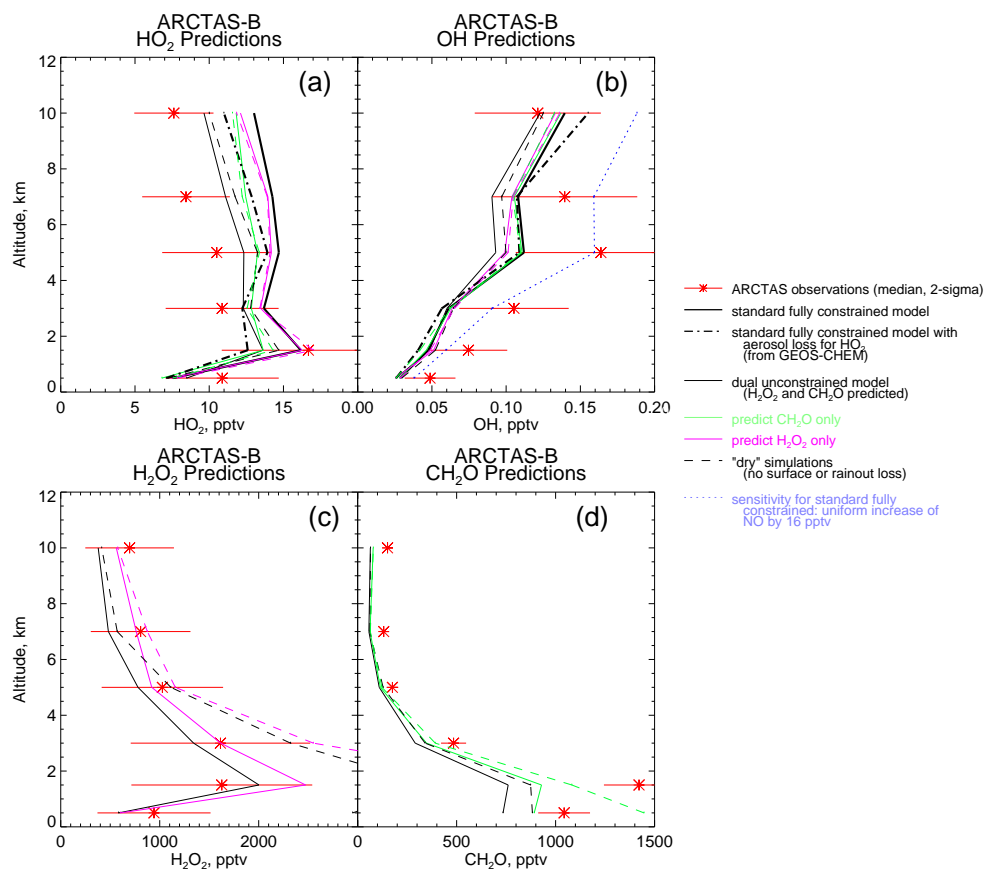 ARCTAS-B
HO₂ Predictions
ARCTAS-B
OH Predictions
(a)
(b)
12
10
8
6
4
2
0
Altitude, km
0
5
10
15
0.00
0.05
0.10
0.15
0.20
HO₂, pptv
OH, pptv
ARCTAS observations (median, 2-sigma)
standard fully constrained model
standard fully constrained model with
aerosol loss for HO₂
(from GEOS-CHEM)
dual unconstrained model
(H₂O₂ and CH₂O predicted)
predict CH₂O only
predict H₂O₂ only
"dry" simulations
(no surface or rainout loss)
sensitivity for standard fully
constrained: uniform increase of
NO by 16 pptv
ARCTAS-B
H₂O₂ Predictions
ARCTAS-B
CH₂O Predictions
(c)
(d)
12
10
8
6
4
2
0
Altitude, km
0
1000
2000
0
500
1000
1500
H₂O₂, pptv
CH₂O, pptv